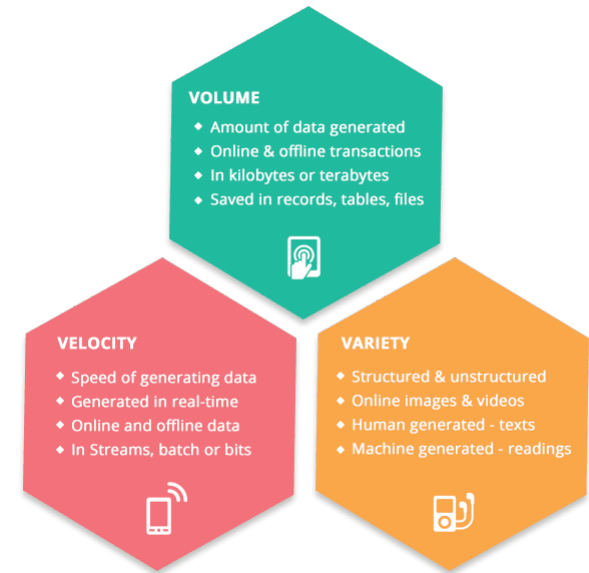 VOLUME
Amount of data generated
Online & offline transactions
In kilobytes or terabytes
Saved in records, tables, files
VELOCITY
Speed of generating data
Generated in real-time
Online and offline data
In Streams, batch or bits
VARIETY
Structured & unstructured
Online images & videos
Human generated - texts
Machine generated - readings